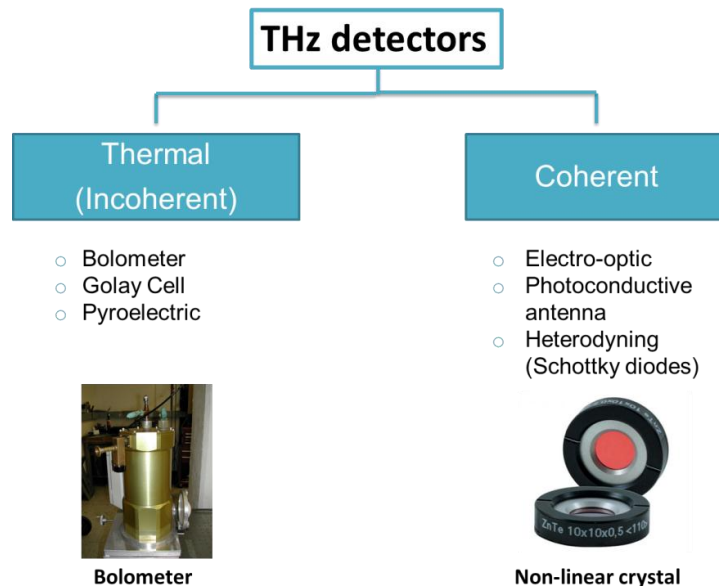 THz detectors
Thermal
(Incoherent)
Coherent
Bolometer
Golay Cell
Pyroelectric
Electro-optic
Photoconductive
antenna
Heterodyning
(Schottky diodes)
ZnTe 10x10x0,5 <110>
Bolometer
Non-linear crystal